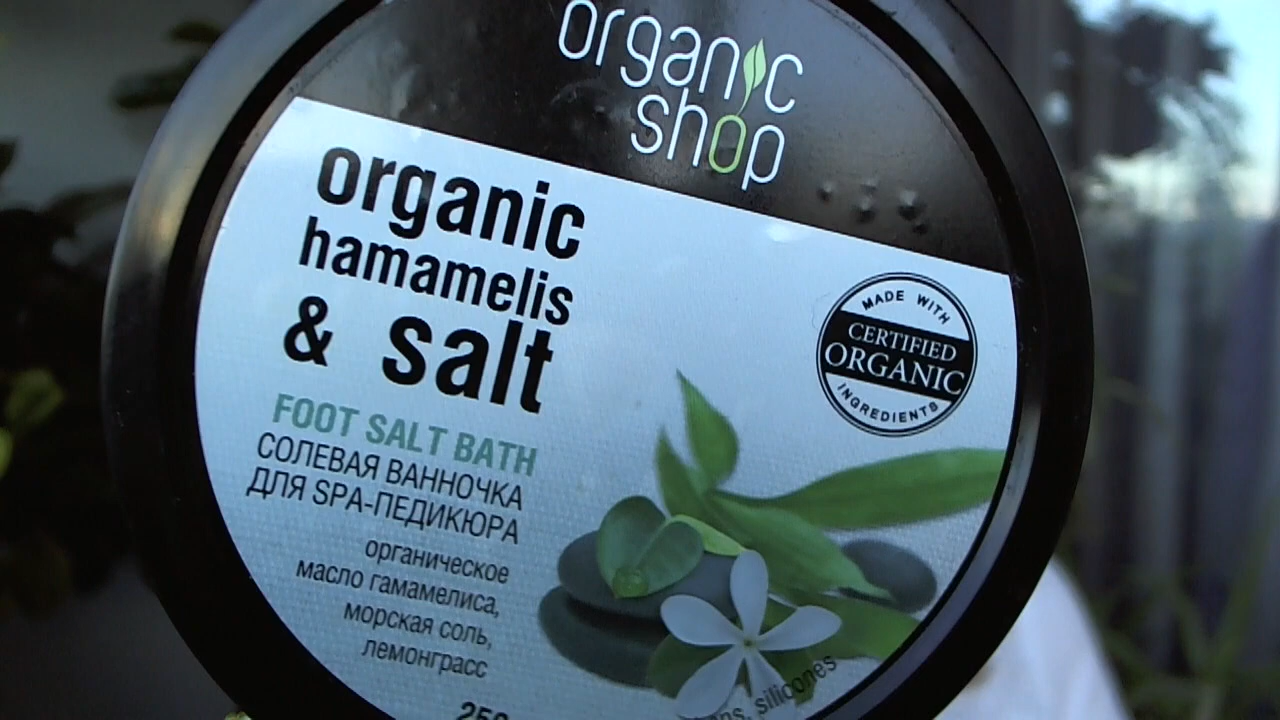 organic
shop
organic
hamamelis
& salt
MADE WITH
CERTIFIED
ORGANIC
INGREDIENTS
FOOT SALT BATH
СОЛЕВАЯ ВАННОЧКА
ДЛЯ SPA-ПЕДИКЮРА
органическое
масло гамамелиса,
морская соль,
лемонграсс
silicones